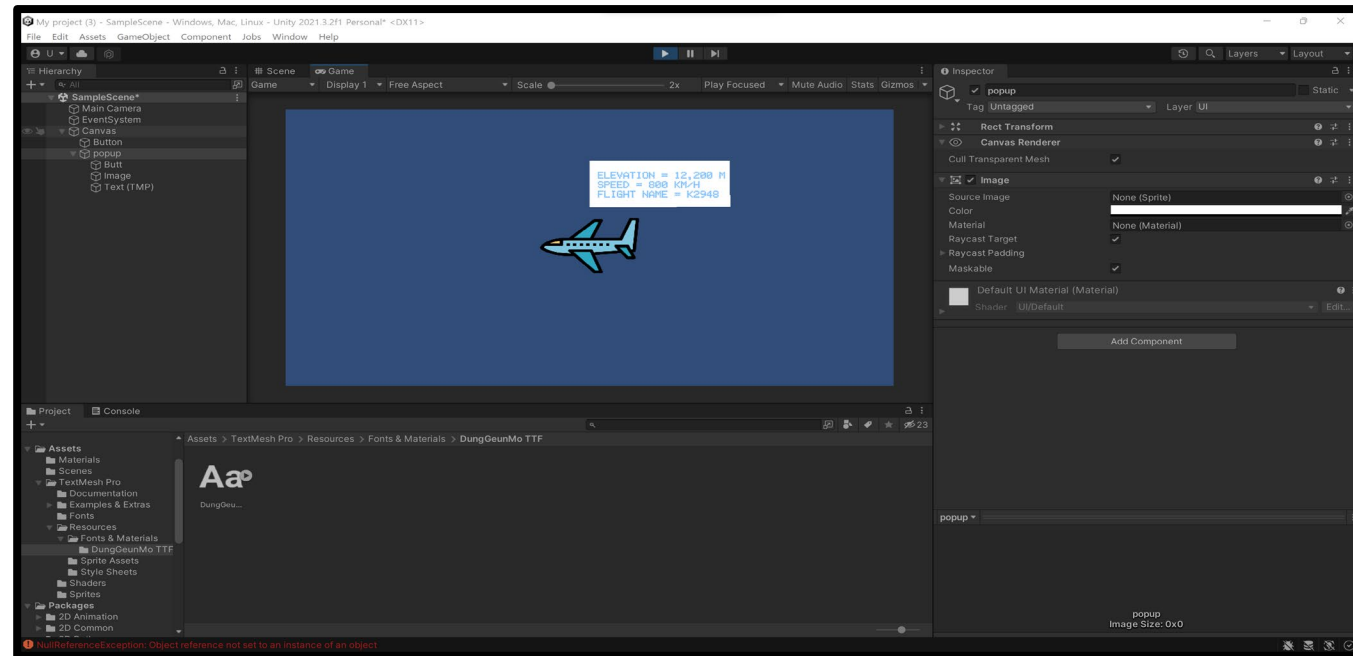 My project (3) - SampleScene - Windows, Mac, Linux - Unity 2021.3.2f1 Personal* <DX11>
File Edit Assets GameObject Component Jobs Window Help
U Layers Layout
Hierarchy
All
SampleScene*
Main Camera
EventSystem
Canvas
Button
popup
Butt
Image
Text (TMP)
Scene Game
Game Display 1 Free Aspect Scale 2x Play Focused Mute Audio Stats Gizmos
ELEVATION = 12,200 M
SPEED = 800 KM/H
FLIGHT NAME = K2948
Inspector
popup Static
Tag Untagged Layer UI
Rect Transform
Canvas Renderer
Cull Transparent Mesh
Image
Source Image None (Sprite)
Color
Material None (Material)
Raycast Target
Raycast Padding
Maskable
Default UI Material (Material)
Shader UI/Default Edit...
Add Component
popup
popup
Image Size: 0x0
Project Console
23
Assets > TextMesh Pro > Resources > Fonts & Materials > DungGeunMo TTF
Aa
DungGeu...
Assets
Materials
Scenes
TextMesh Pro
Documentation
Examples & Extras
Fonts
Resources
Fonts & Materials
DungGeunMo TTF
Sprite Assets
Style Sheets
Shaders
Sprites
Packages
2D Animation
2D Common
NullReferenceException: Object reference not set to an instance of an object